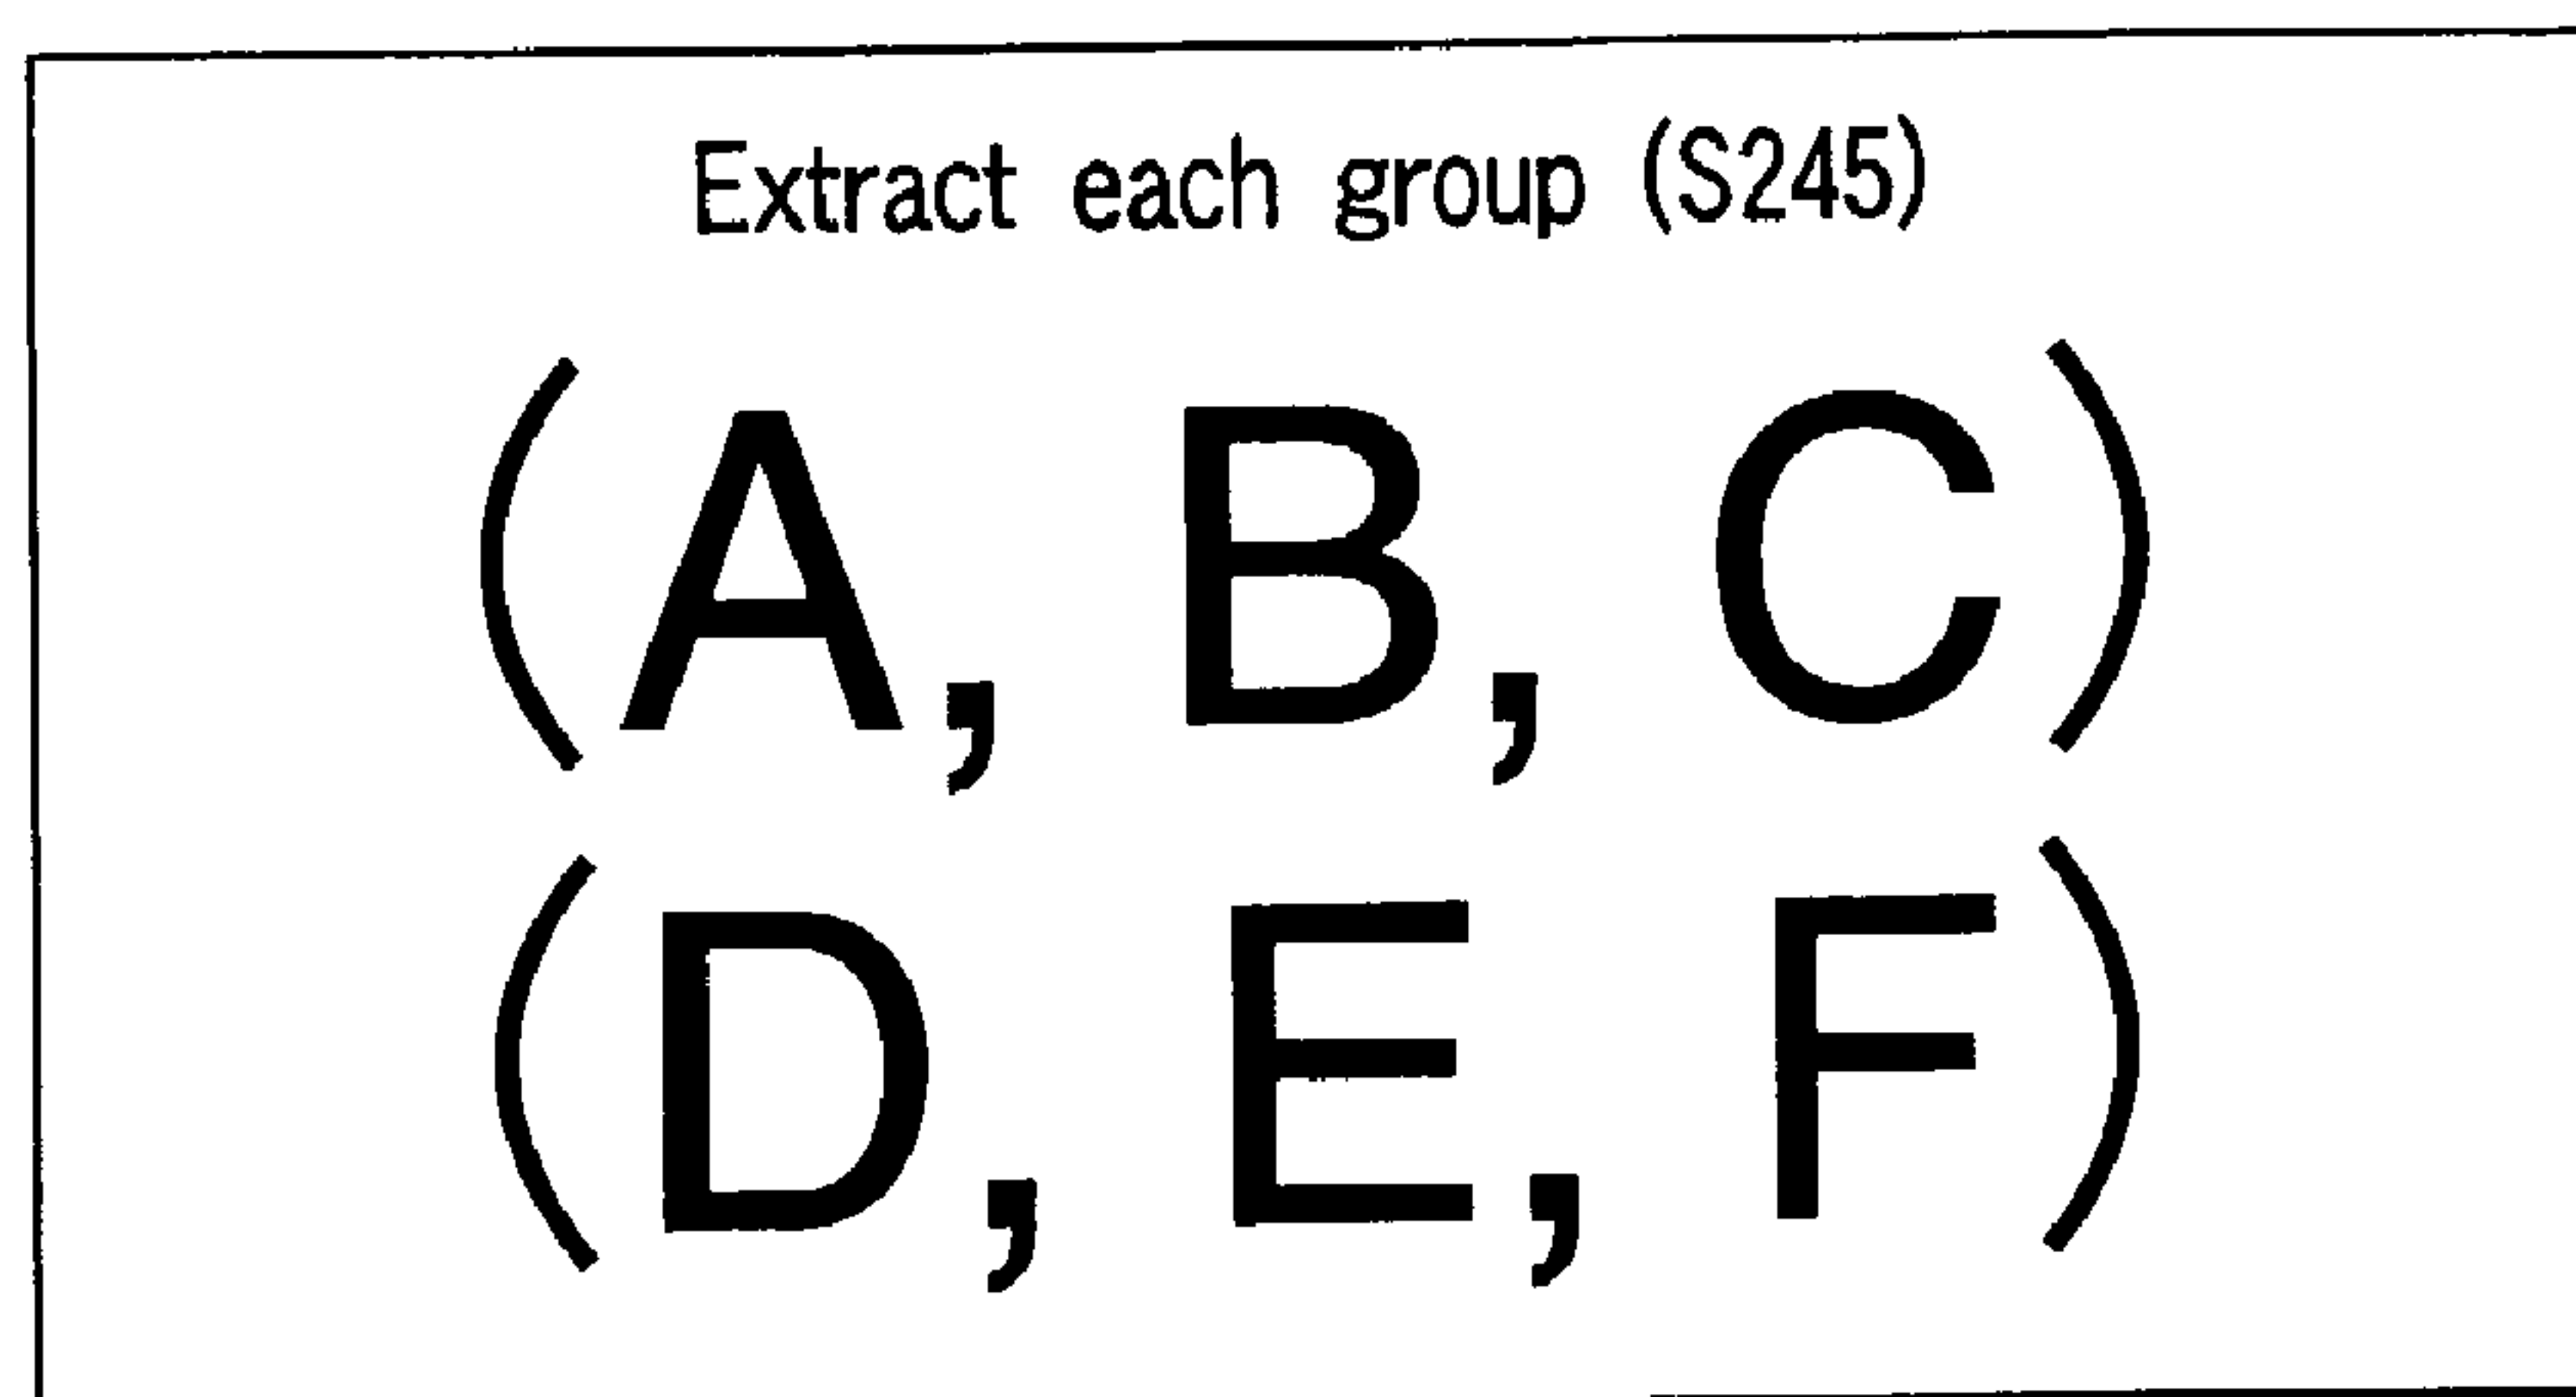 Extract each group (S245)
(A, B, C)
(D, E, F)